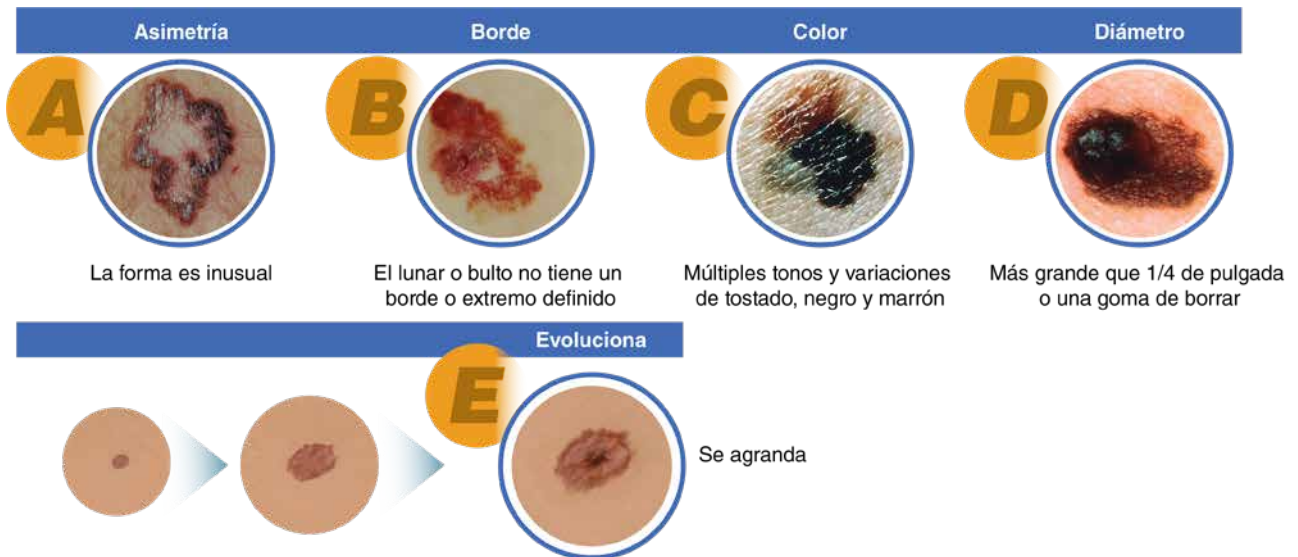 Asimetría
Borde
Color
Diámetro
A
B
C
D
La forma es inusual
El lunar o bulto no tiene un
borde o extremo definido
Múltiples tonos y variaciones
de tostado, negro y marrón
Más grande que 1/4 de pulgada
o una goma de borrar
Evoluciona
E
Se agranda